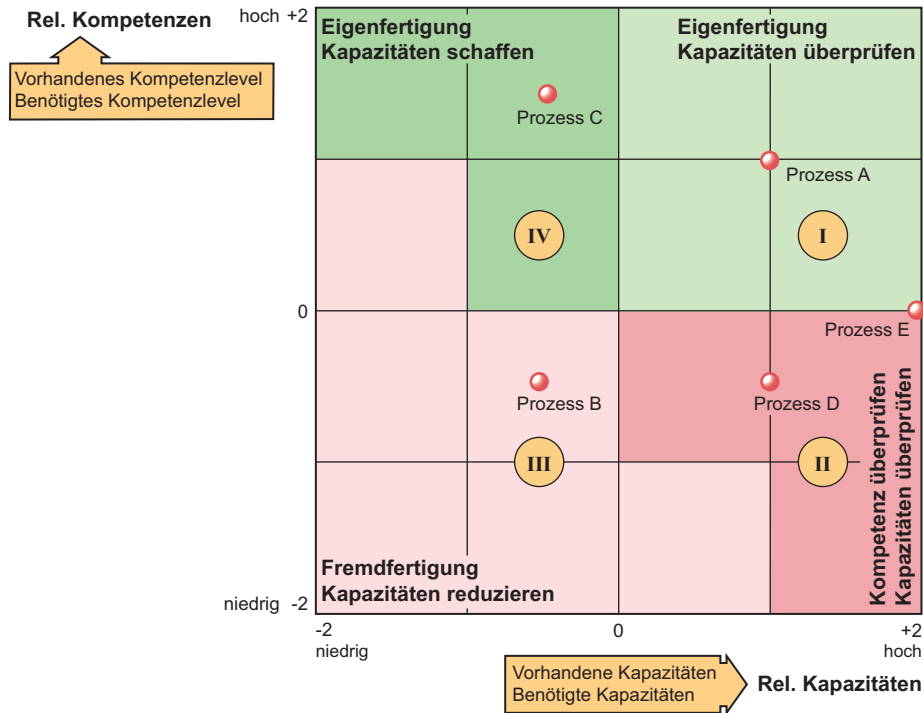 Rel. Kompetenzen
Vorhandenes Kompetenzlevel
Benötigtes Kompetenzlevel
hoch +2
0
niedrig -2
Eigenfertigung
Kapazitäten schaffen
Eigenfertigung
Kapazitäten überprüfen
Prozess C
Prozess A
IV
I
Prozess E
Prozess B
Prozess D
III
II
Kompetenz überprüfen
Kapazitäten überprüfen
Fremdfertigung
Kapazitäten reduzieren
-2
niedrig
0
+2
hoch
Vorhandene Kapazitäten
Benötigte Kapazitäten
Rel. Kapazitäten